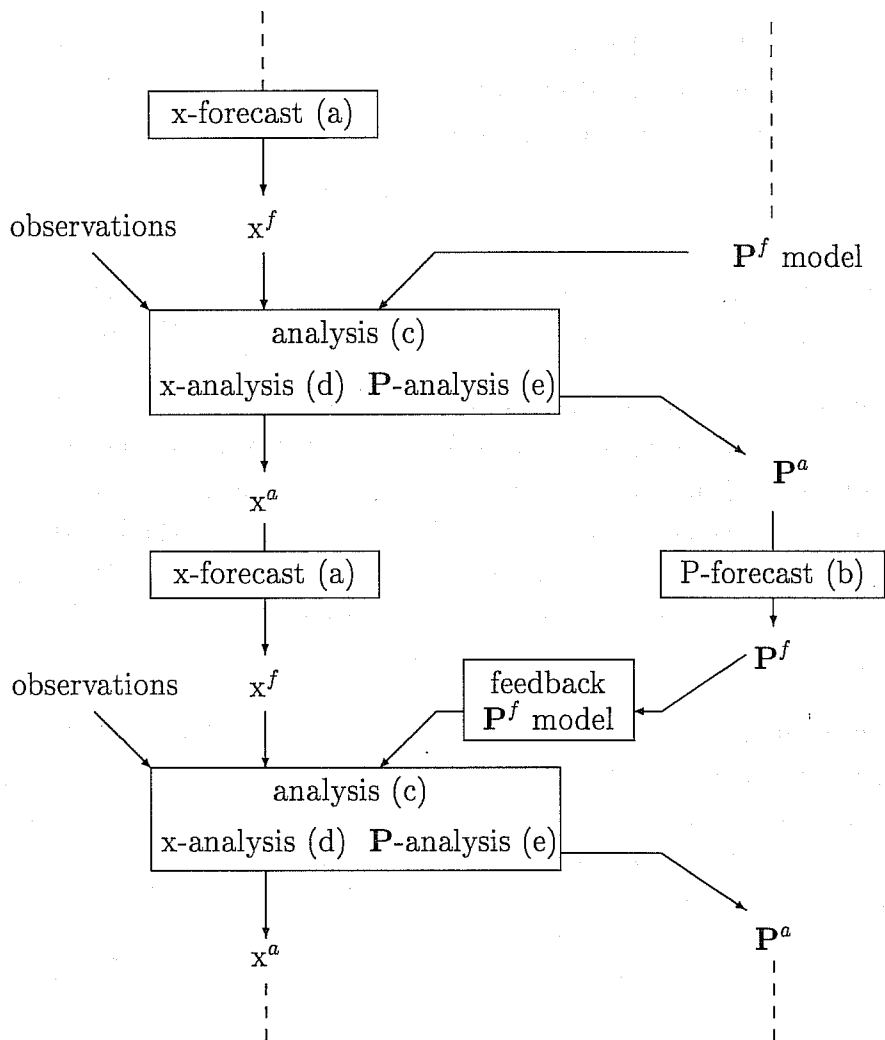 x-forecast (a)
observations
x^f
P^f model
analysis (c)
x-analysis (d) P-analysis (e)
P^a
x^a
x-forecast (a)
P-forecast (b)
P^f
observations
x^f
feedback
P^f model
analysis (c)
x-analysis (d) P-analysis (e)
x^a
P^a